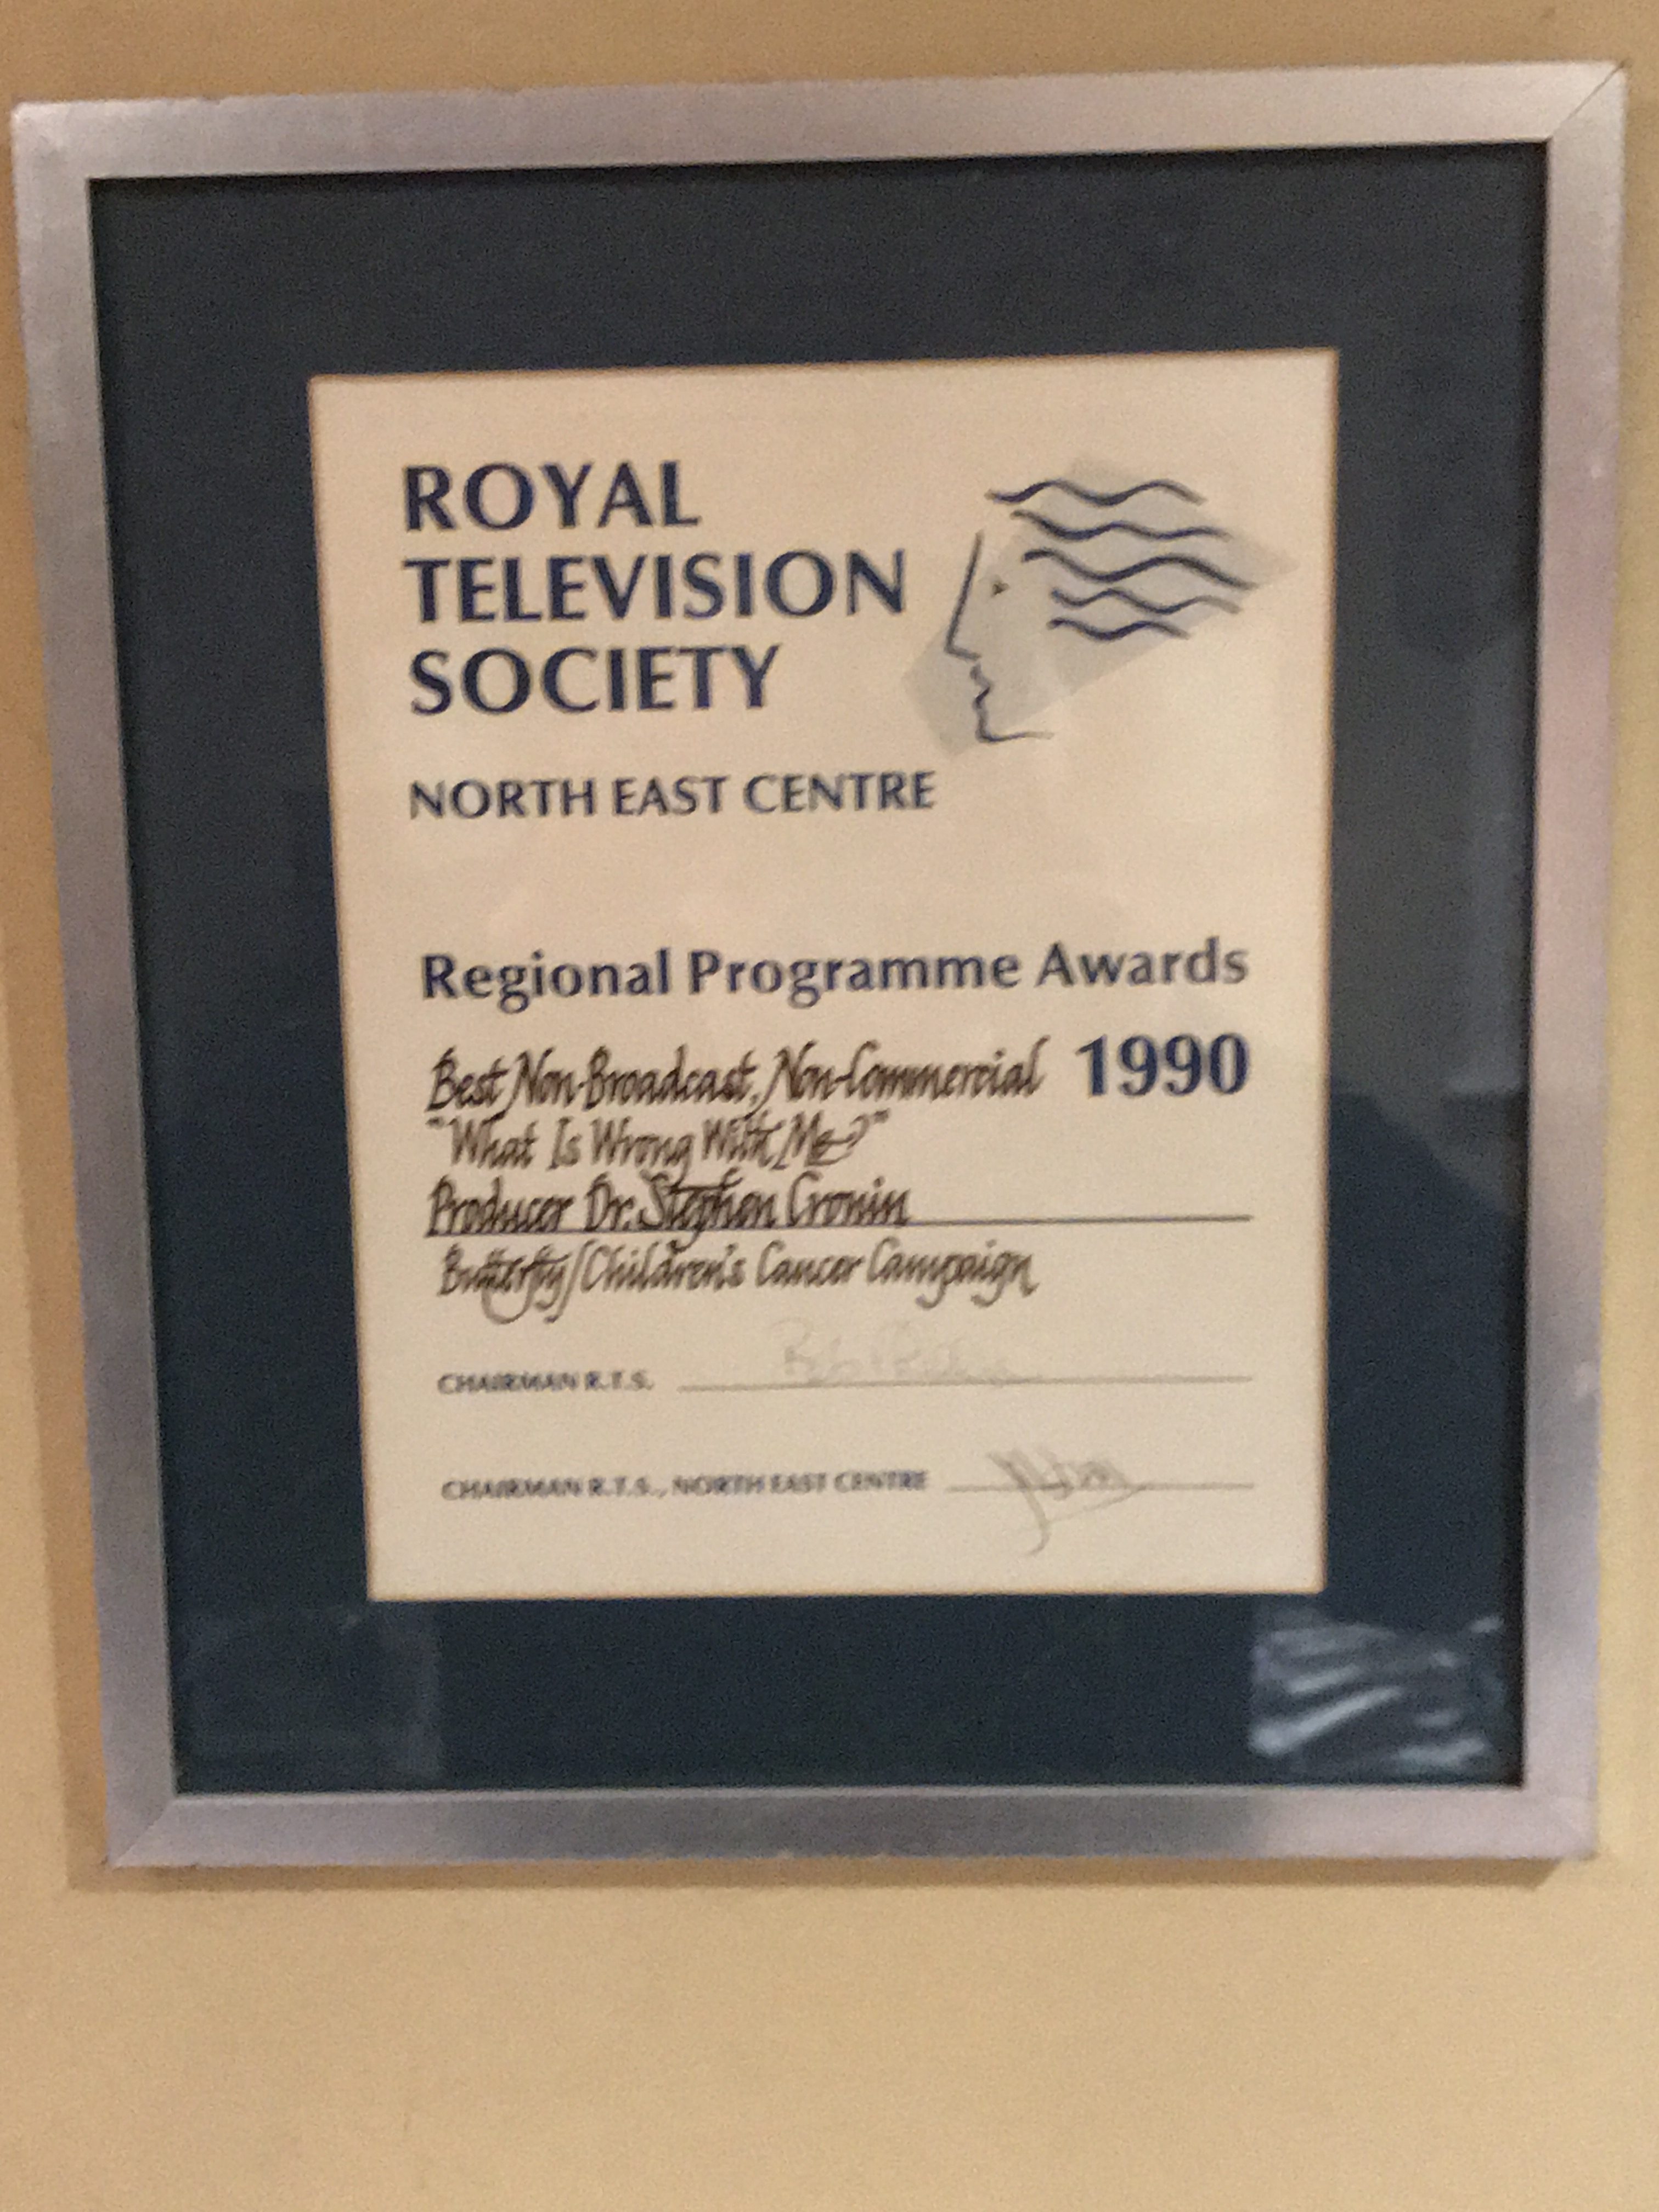 ROYAL
TELEVISION
SOCIETY
NORTH EAST CENTRE
Regional Programme Awards
Best Non-Broadcast, Non-Commercial 1990
"What Is Wrong With Me?"
Producer Dr. Stephen Cronin
Butterfly/Children's Cancer Campaign
CHAIRMAN R.T.S.
CHAIRMAN R.T.S., NORTH EAST CENTRE